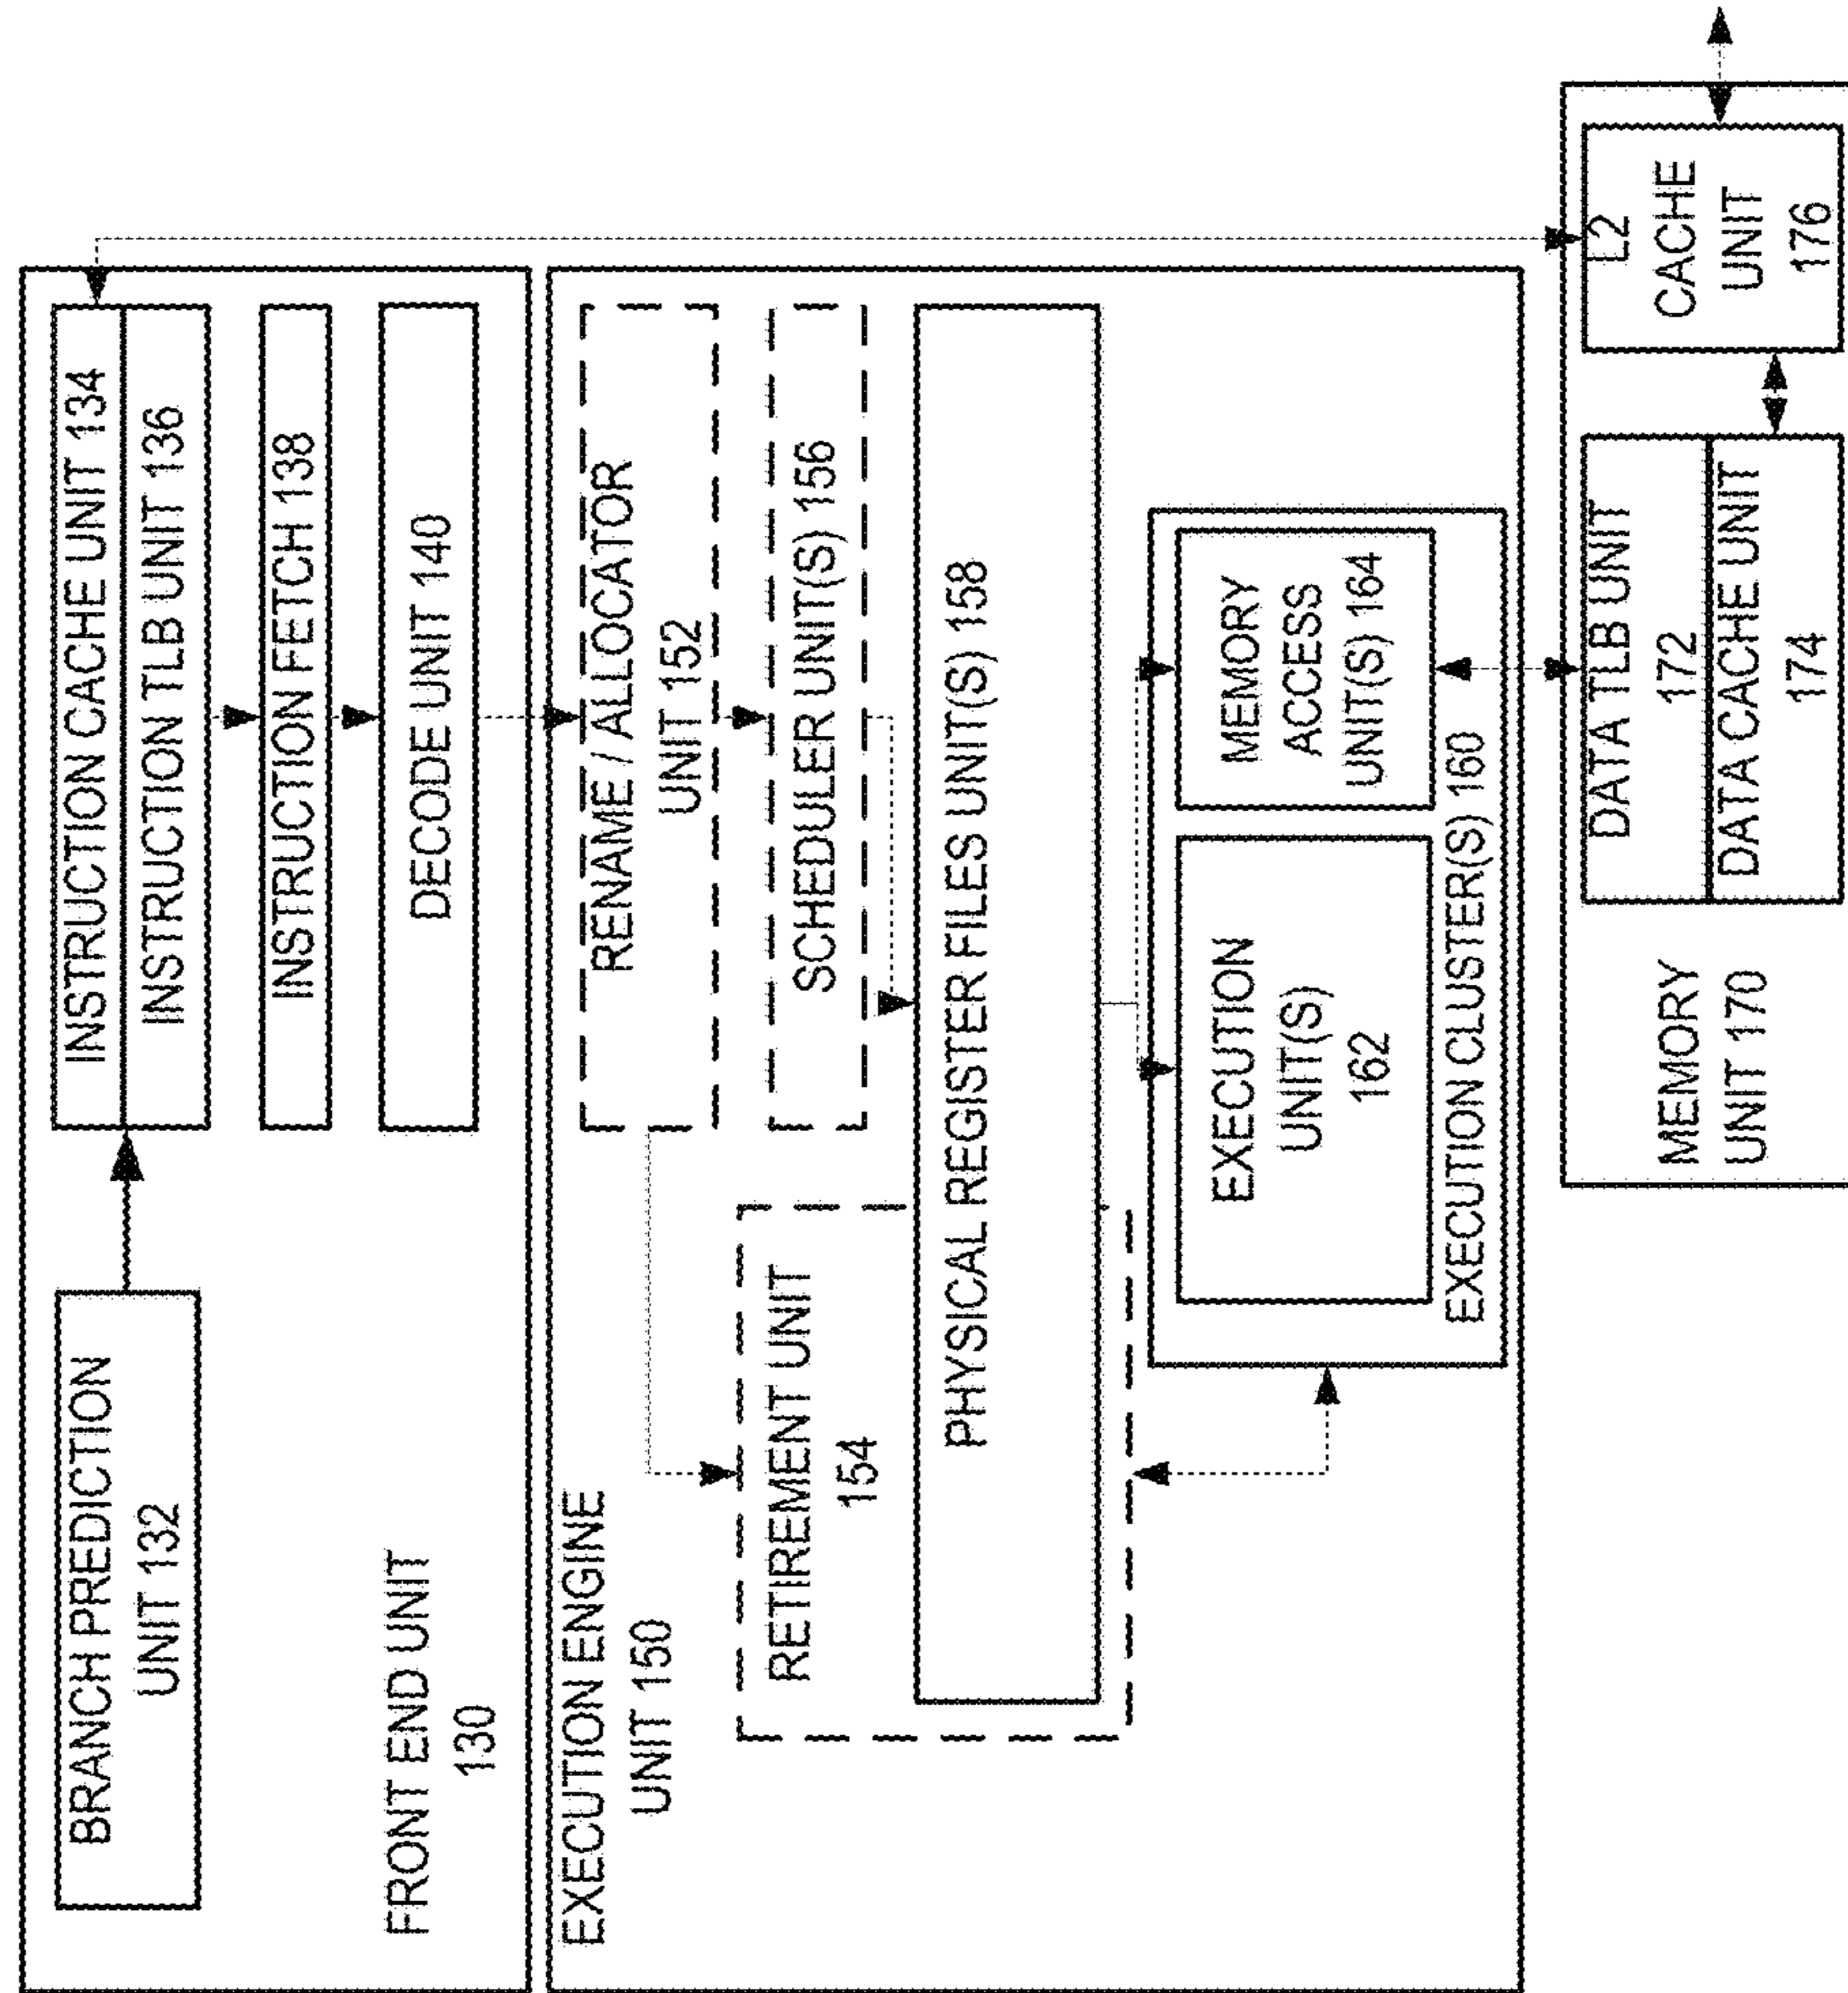 BRANCH PREDICTION
UNIT 132
INSTRUCTION CACHE UNIT 134
INSTRUCTION TLB UNIT 136
INSTRUCTION FETCH 138
DECODE UNIT 140
FRONT END UNIT
130
EXECUTION ENGINE
UNIT 150
RENAME / ALLOCATOR
UNIT 152
RETIREMENT UNIT
154
SCHEDULER UNIT(S) 156
PHYSICAL REGISTER FILES UNIT(S) 158
EXECUTION
UNIT(S)
162
MEMORY
ACCESS
UNIT(S) 164
EXECUTION CLUSTER(S) 160
MEMORY
UNIT 170
DATA TLB UNIT
172
DATA CACHE UNIT
174
L2
CACHE
UNIT
176